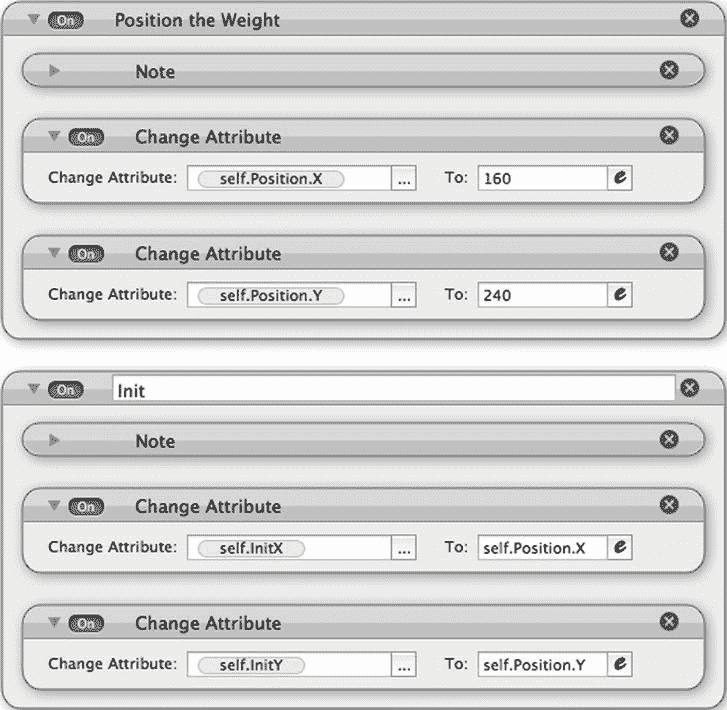 On Position the Weight
Note
On Change Attribute
Change Attribute: self.Position.X ... To: 160 e
On Change Attribute
Change Attribute: self.Position.Y ... To: 240 e
On Init
Note
On Change Attribute
Change Attribute: self.InitX ... To: self.Position.X e
On Change Attribute
Change Attribute: self.InitY ... To: self.Position.Y e